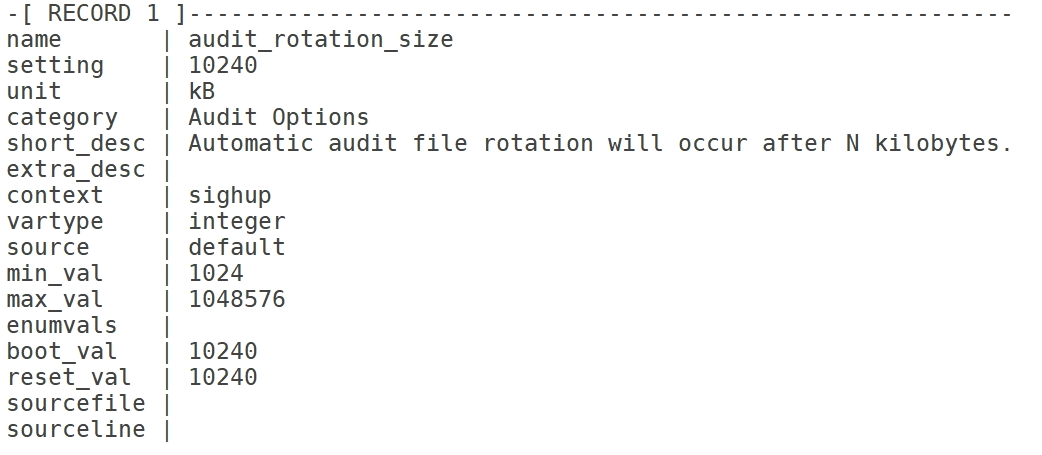 -[ RECORD 1 ]-----------------------------------------------------------
name       | audit_rotation_size
setting    | 10240
unit       | kB
category   | Audit Options
short_desc | Automatic audit file rotation will occur after N kilobytes.
extra_desc |
context    | sighup
vartype    | integer
source     | default
min_val    | 1024
max_val    | 1048576
enumvals   |
boot_val   | 10240
reset_val  | 10240
sourcefile |
sourceline |